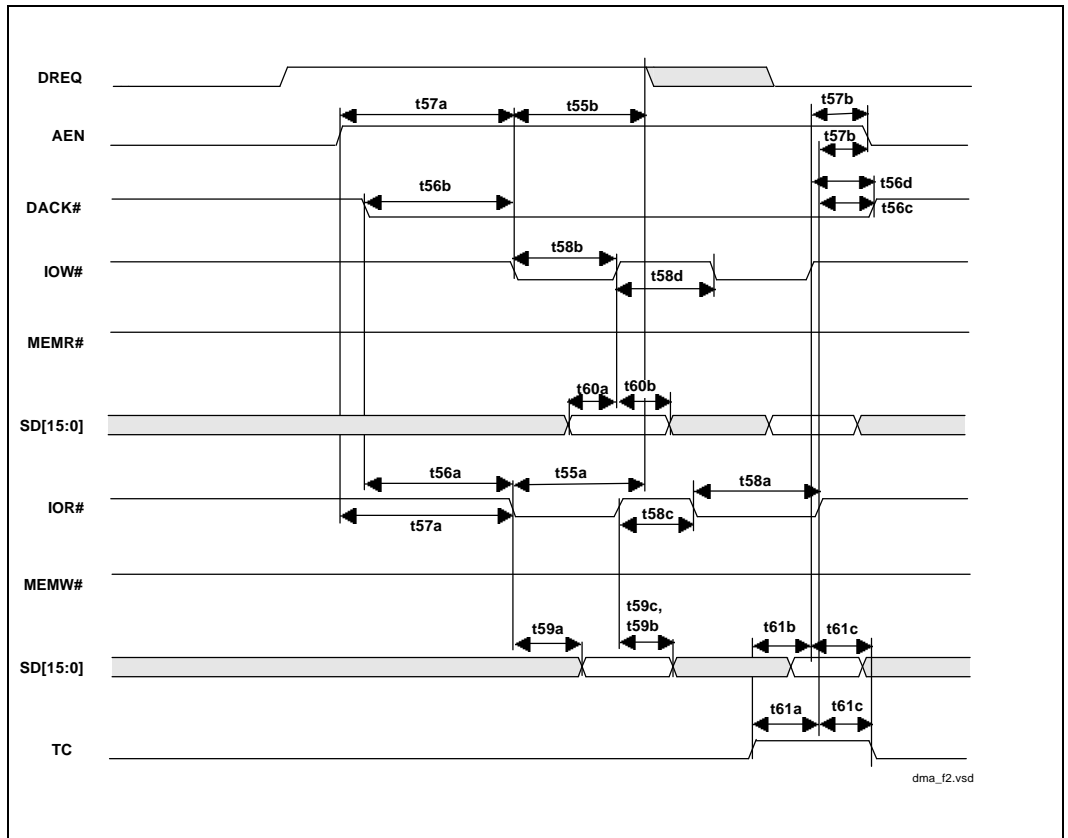 DREQ
t57a
t55b
t57b
AEN
t57b
t56b
t56d
DACK#
t56c
t58b
IOW#
t58d
MEMR#
t60a
t60b
SD[15:0]
t56a
t55a
t58a
IOR#
t57a
t58c
MEMW#
t59c,
t59b
t59a
t61b
t61c
SD[15:0]
t61a
t61c
TC
dma_f2.vsd